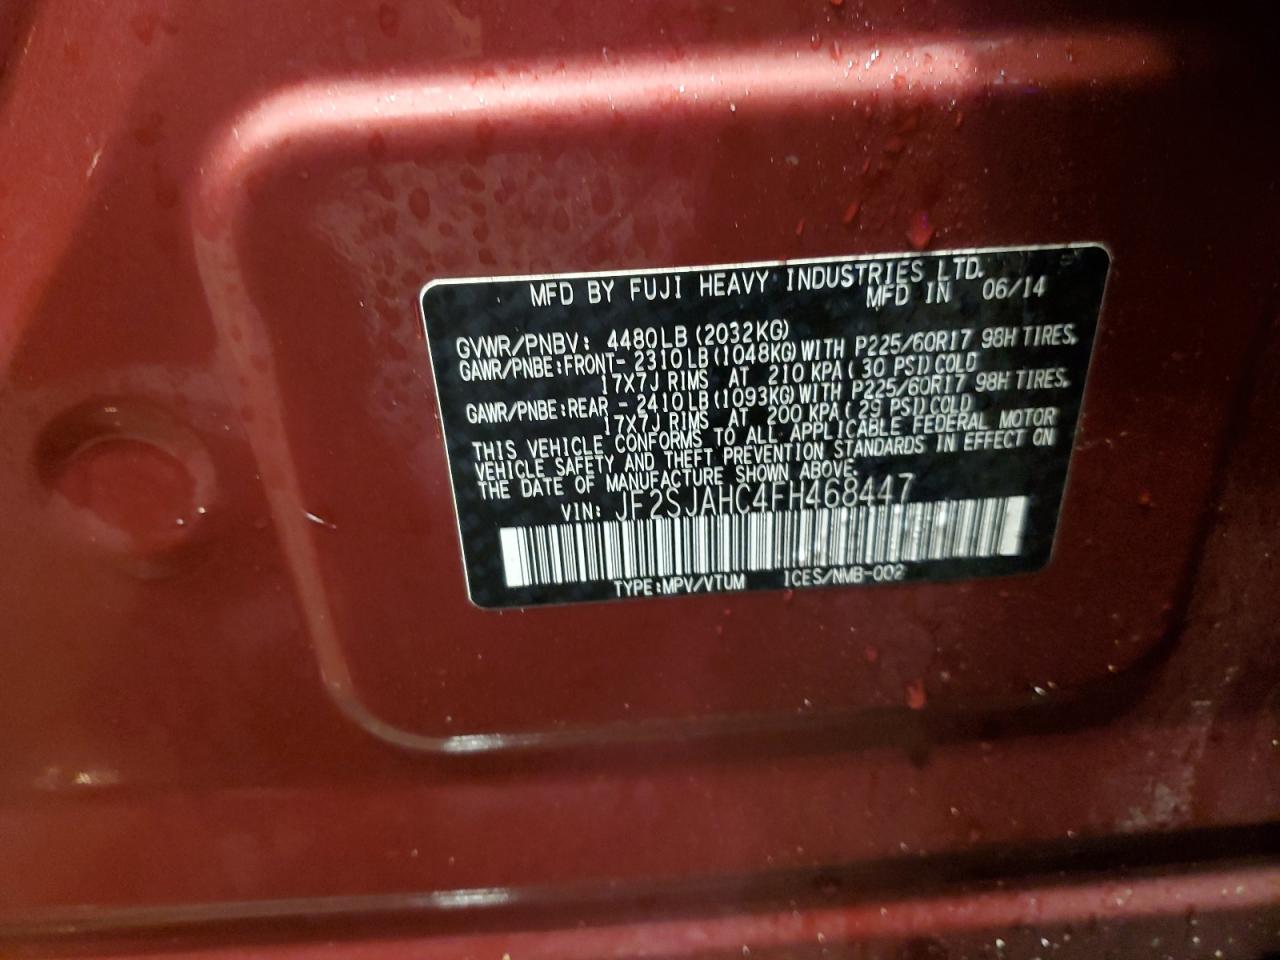 MFD BY FUJI HEAVY INDUSTRIES LTD.
MFD IN 06/14
GVWR/PNBV: 4480LB (2032KG)
GAWR/PNBE:FRONT- 2310LB (1048KG) WITH P225/60R17 98H TIRES.
17X7J RIMS AT 210 KPA (30 PSI) COLD
GAWR/PNBE:REAR - 2410LB (1093KG) WITH P225/60R17 98H TIRES.
17X7J RIMS AT 200 KPA (29 PSI) COLD
THIS VEHICLE CONFORMS TO ALL APPLICABLE FEDERAL MOTOR
VEHICLE SAFETY AND THEFT PREVENTION STANDARDS IN EFFECT ON
THE DATE OF MANUFACTURE SHOWN ABOVE.
VIN: JF2SJAHC4FH468447
TYPE:MPV/VTUM ICES/NMB-002